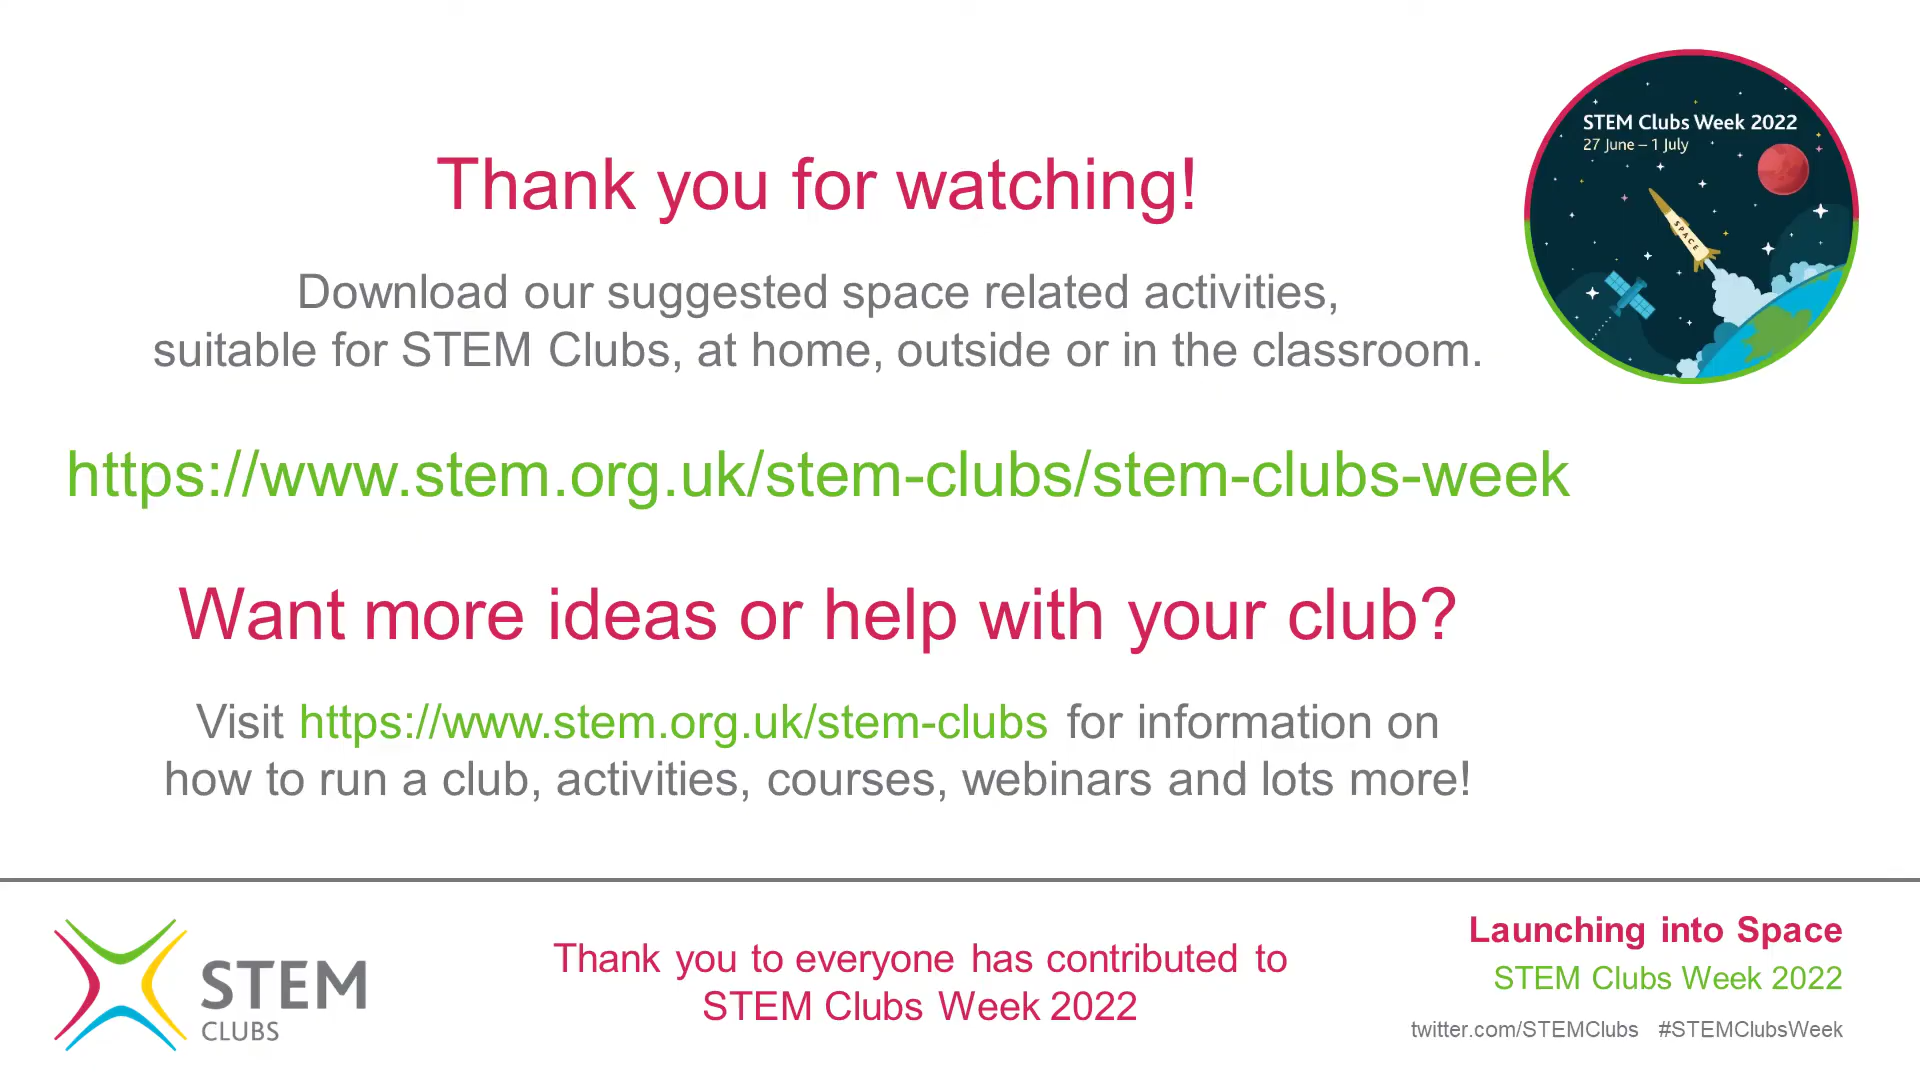 STEM Clubs Week 2022
27 June – 1 July
SPACE
Thank you for watching!
Download our suggested space related activities,
suitable for STEM Clubs, at home, outside or in the classroom.
https://www.stem.org.uk/stem-clubs/stem-clubs-week
Want more ideas or help with your club?
Visit https://www.stem.org.uk/stem-clubs for information on
how to run a club, activities, courses, webinars and lots more!
STEM
CLUBS
Thank you to everyone has contributed to
STEM Clubs Week 2022
Launching into Space
STEM Clubs Week 2022
twitter.com/STEMClubs #STEMClubsWeek